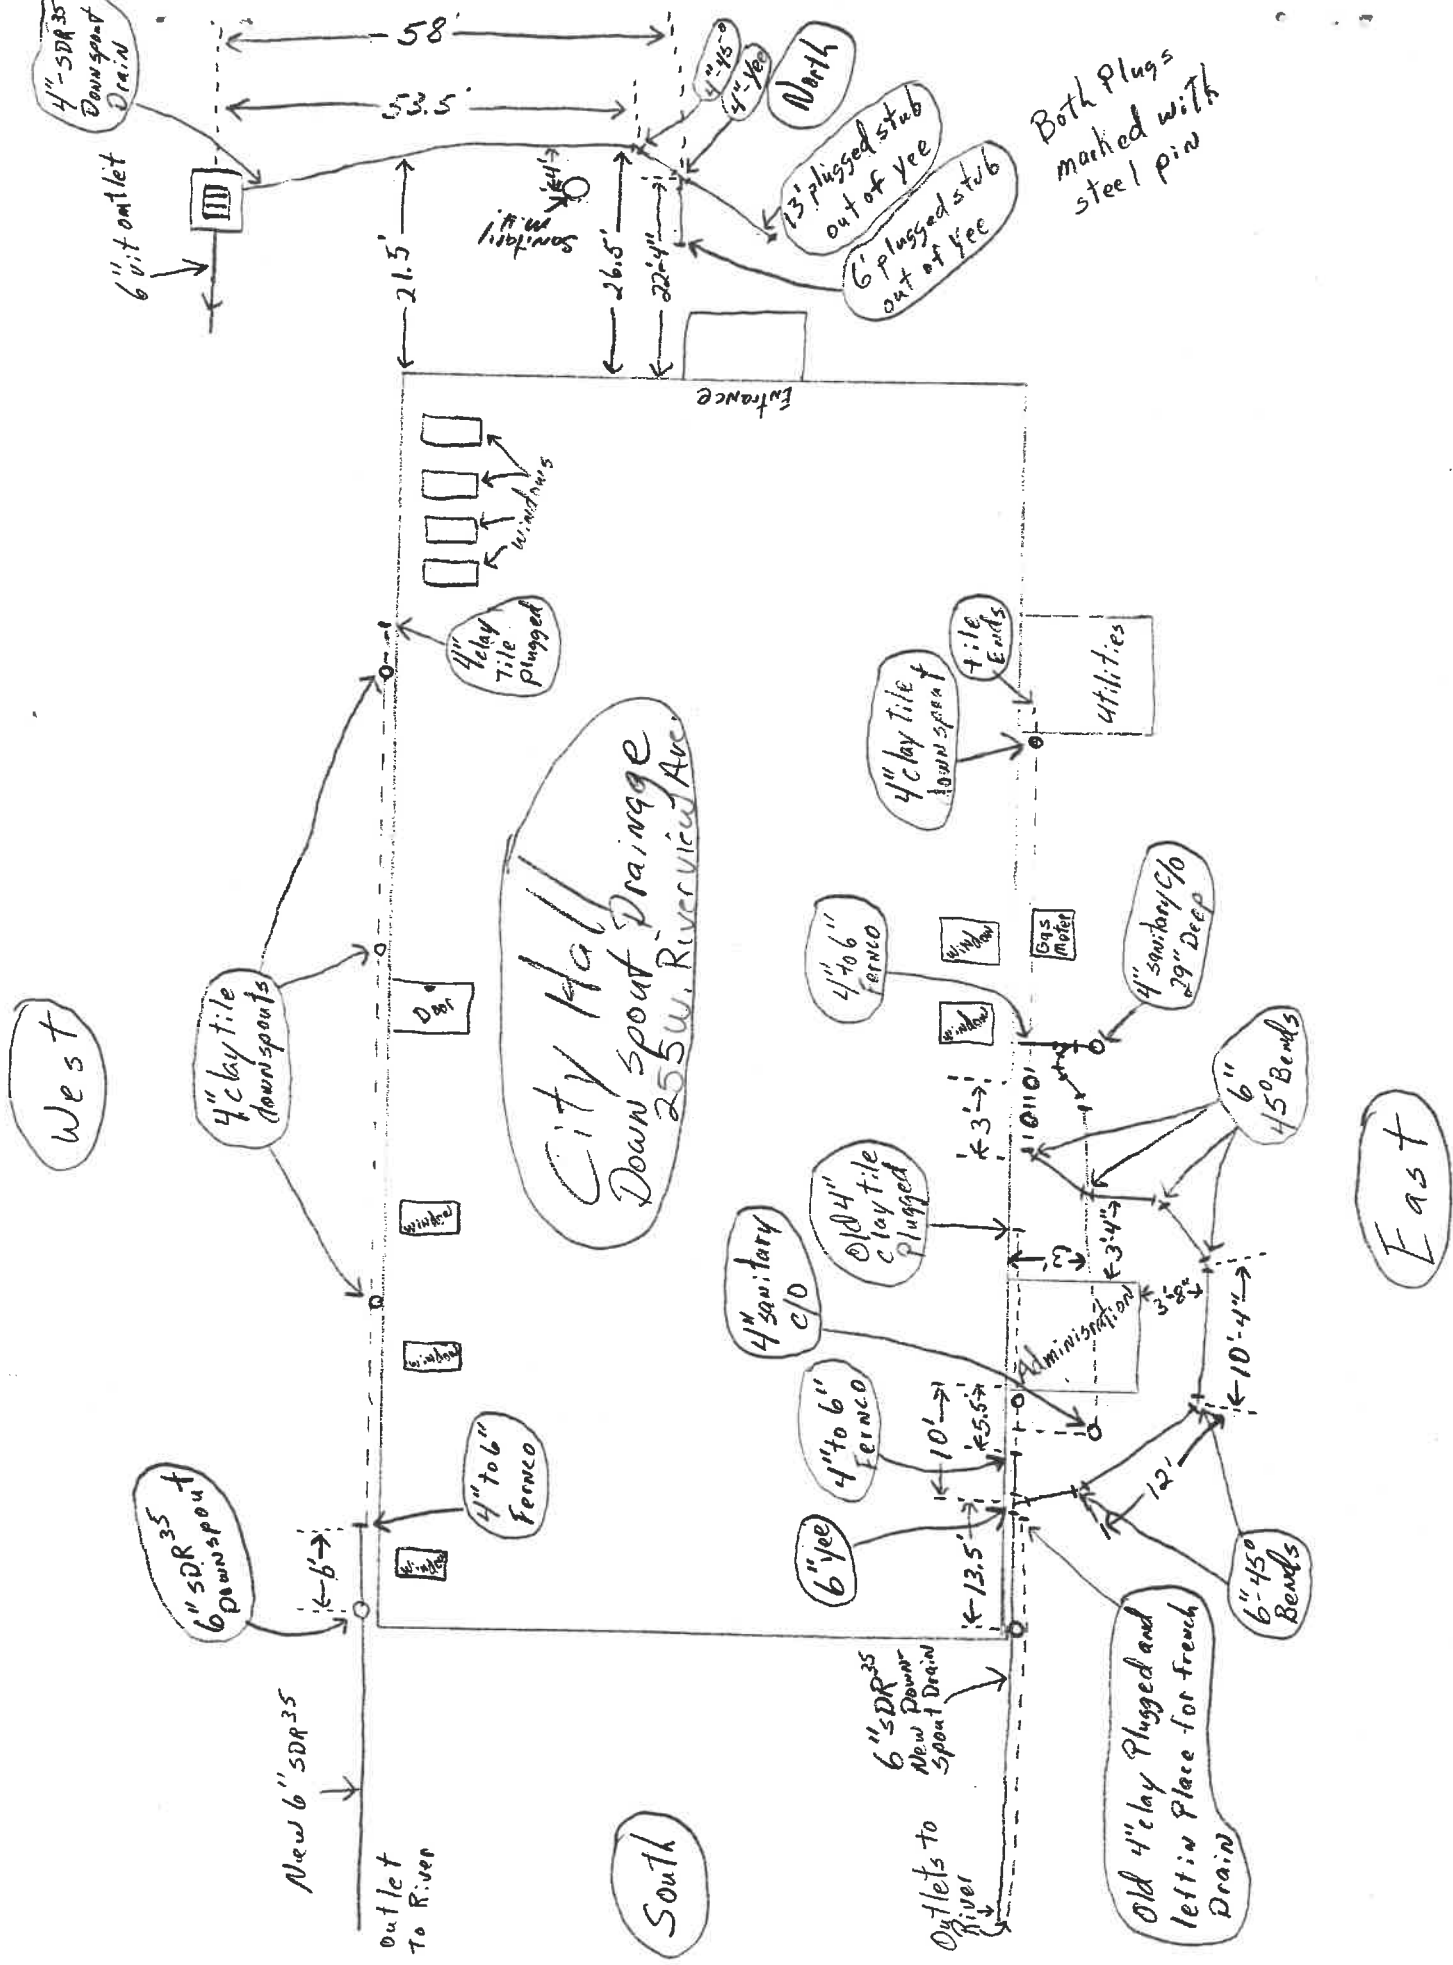 4"-SDR35
Downspout
Drain
6" vit outlet
58'
53.5'
4"-45°
4"-Yee
North
13' plugged stub
out of yee
6' plugged stub
out of yee
Both Plugs
marked with
steel pin
21.5'
Sanitary
M.H.
26.5'
22'-4"
Entrance
Windows
4" clay
Tile
Plugged
West
4" clay tile
downspouts
Door
Window
Window
Window
6" SDR35
Downspout
6'
4" to 6"
Fernco
New 6" SDR35
Outlet
To River
City Hall
Down Spout Drainge
255 W. Riverview Ave.
tile
Ends
4" clay tile
downspout
Utilities
4" to 6"
Fernco
Window
Window
Gas
Meter
4" sanitary C/O
29" Deep
3'
10'
6"
45° Bends
Old 4"
clay tile
Plugged
3'
3'-4"
4" sanitary
C/O
Administration
3'-8"
10'-4"
4" to 6"
Fernco
10'
5.5'
6" Yee
13.5'
12'
6"-45°
Bends
East
South
6" SDR35
New Down-
Spout Drain
Outlets to
River
Old 4" clay Plugged and
left in Place for french
Drain